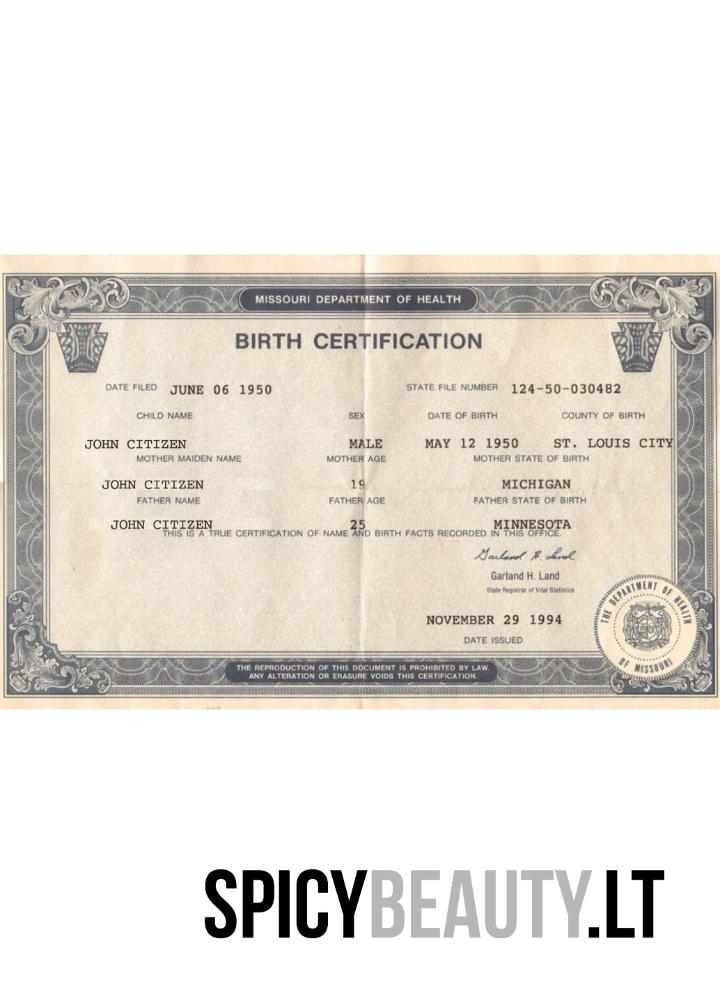 MISSOURI DEPARTMENT OF HEALTH
BIRTH CERTIFICATION
DATE FILED JUNE 06 1950 STATE FILE NUMBER 124-50-030482
CHILD NAME SEX DATE OF BIRTH COUNTY OF BIRTH
JOHN CITIZEN MALE MAY 12 1950 ST. LOUIS CITY
MOTHER MAIDEN NAME MOTHER AGE MOTHER STATE OF BIRTH
JOHN CITIZEN 19 MICHIGAN
FATHER NAME FATHER AGE FATHER STATE OF BIRTH
JOHN CITIZEN 25 MINNESOTA
THIS IS A TRUE CERTIFICATION OF NAME AND BIRTH FACTS RECORDED IN THIS OFFICE.
Garland H. Land
Garland H. Land
State Registrar of Vital Statistics
THE DEPARTMENT OF HEALTH
OF MISSOURI
NOVEMBER 29 1994
DATE ISSUED
THE REPRODUCTION OF THIS DOCUMENT IS PROHIBITED BY LAW.
ANY ALTERATION OR ERASURE VOIDS THIS CERTIFICATION.
SPICYBEAUTY.LT